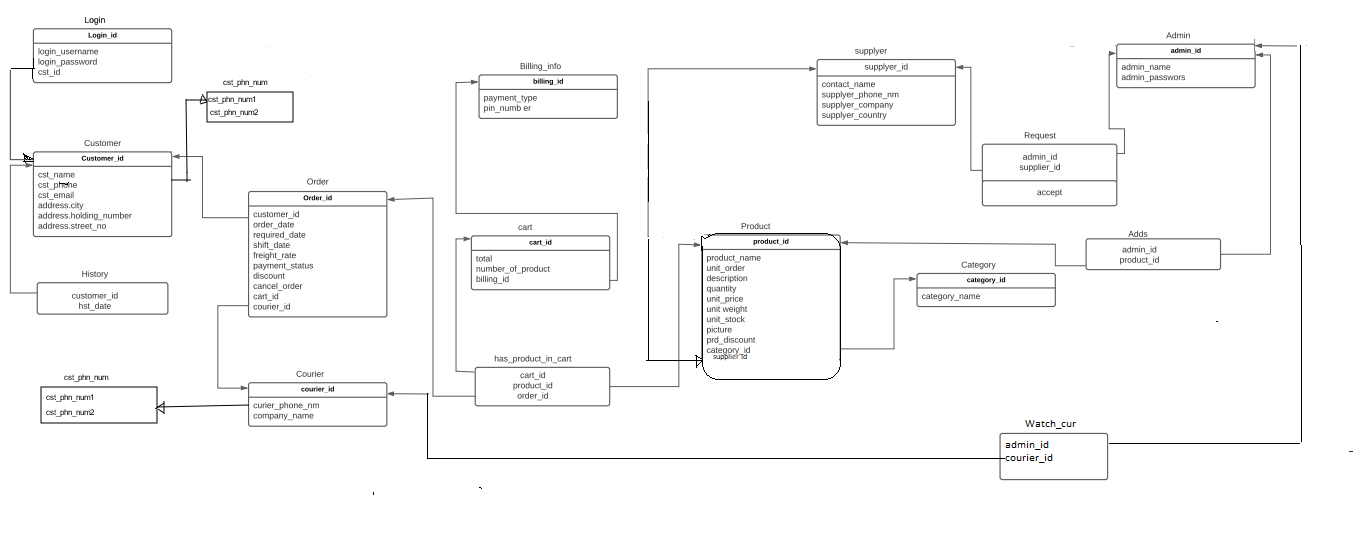 Login
Login_id
login_username
login_password
cst_id
cst_phn_num
cst_phn_num1
cst_phn_num2
Customer
Customer_id
cst_name
cst_phone
cst_email
address.city
address.holding_number
address.street_no
History
customer_id
hst_date
cst_phn_num
cst_phn_num1
cst_phn_num2
Order
Order_id
customer_id
order_date
required_date
shift_date
freight_rate
payment_status
discount
cancel_order
cart_id
courier_id
Courier
courier_id
curier_phone_nm
company_name
Billing_info
billing_id
payment_type
pin_numb er
cart
cart_id
total
number_of_product
billing_id
has_product_in_cart
cart_id
product_id
order_id
supplyer
supplyer_id
contact_name
supplyer_phone_nm
supplyer_company
supplyer_country
Product
product_id
product_name
unit_order
description
quantity
unit_price
unit weight
unit_stock
picture
prd_discount
category_id
supplier id
Category
category_id
category_name
Admin
admin_id
admin_name
admin_passwors
Request
admin_id
supplier_id
accept
Adds
admin_id
product_id
Watch_cur
admin_id
courier_id